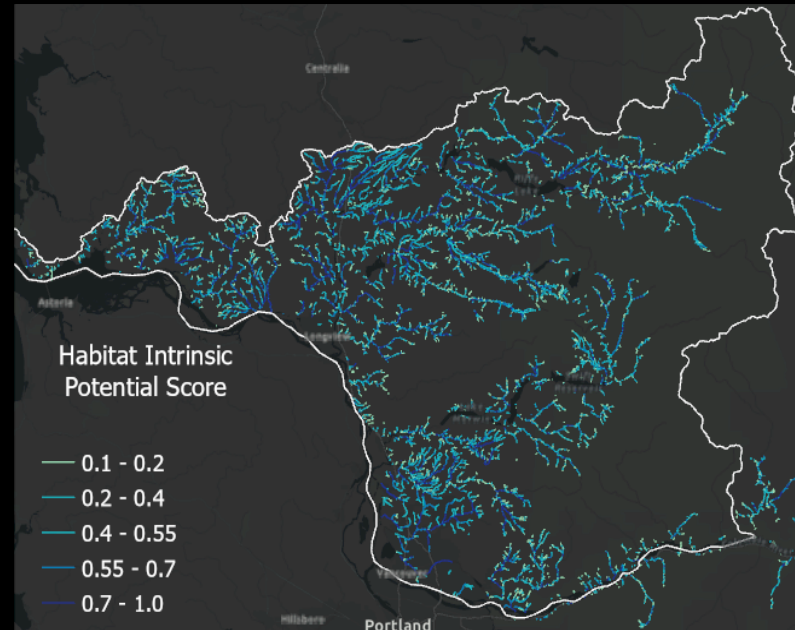 Centralia
Astoria
Longview
Habitat Intrinsic
Potential Score
0.1 - 0.2
0.2 - 0.4
0.4 - 0.55
0.55 - 0.7
0.7 - 1.0
Vancouver
Hillsboro
Portland